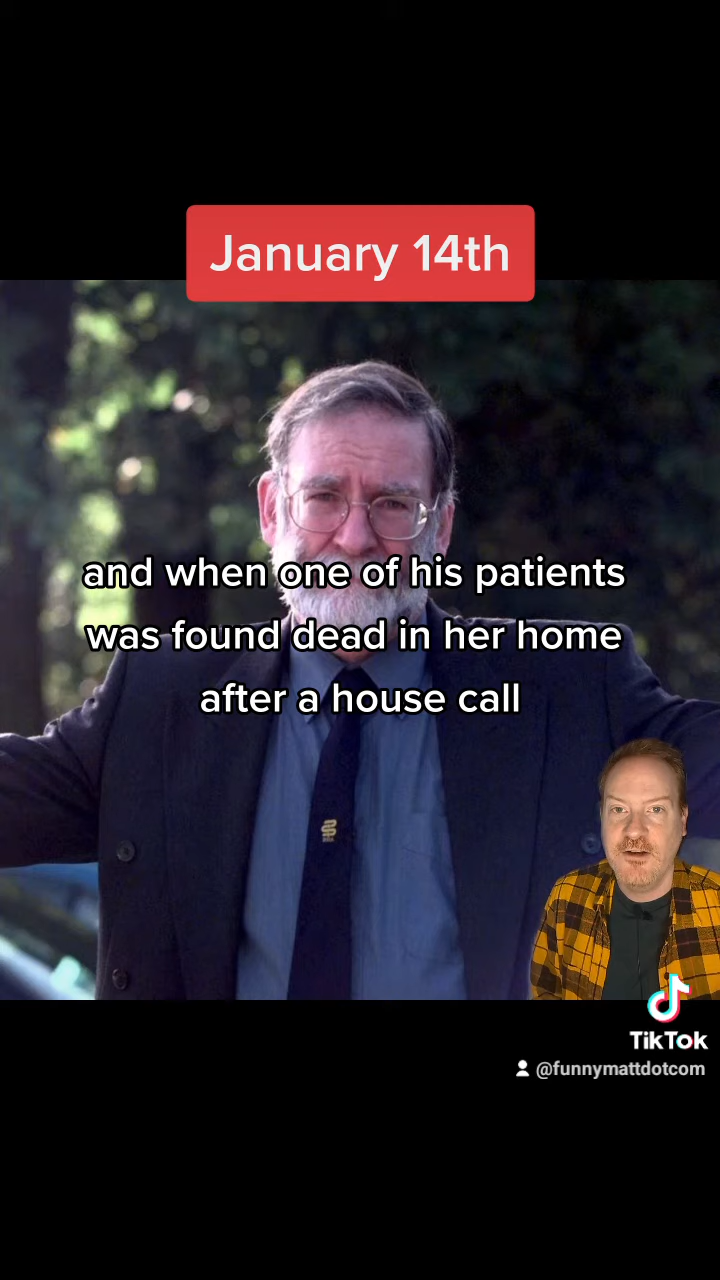 January 14th
and when one of his patients
was found dead in her home
after a house call
TikTok
@funnymattdotcom